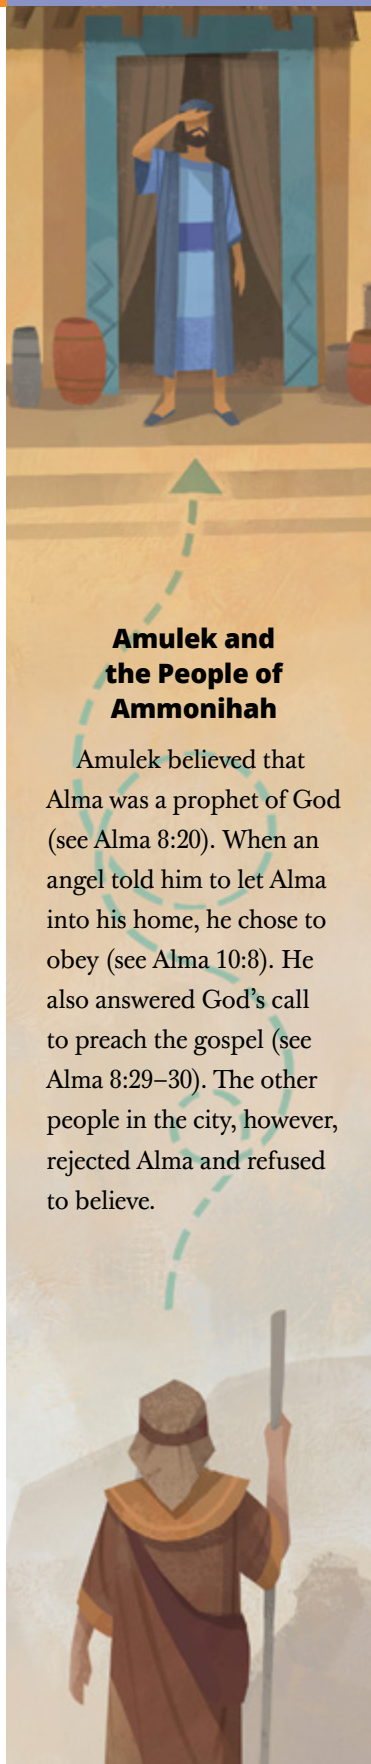 Amulek and
the People of
Ammonihah
Amulek believed that
Alma was a prophet of God
(see Alma 8:20). When an
angel told him to let Alma
into his home, he chose to
obey (see Alma 10:8). He
also answered God’s call
to preach the gospel (see
Alma 8:29–30). The other
people in the city, however,
rejected Alma and refused
to believe.